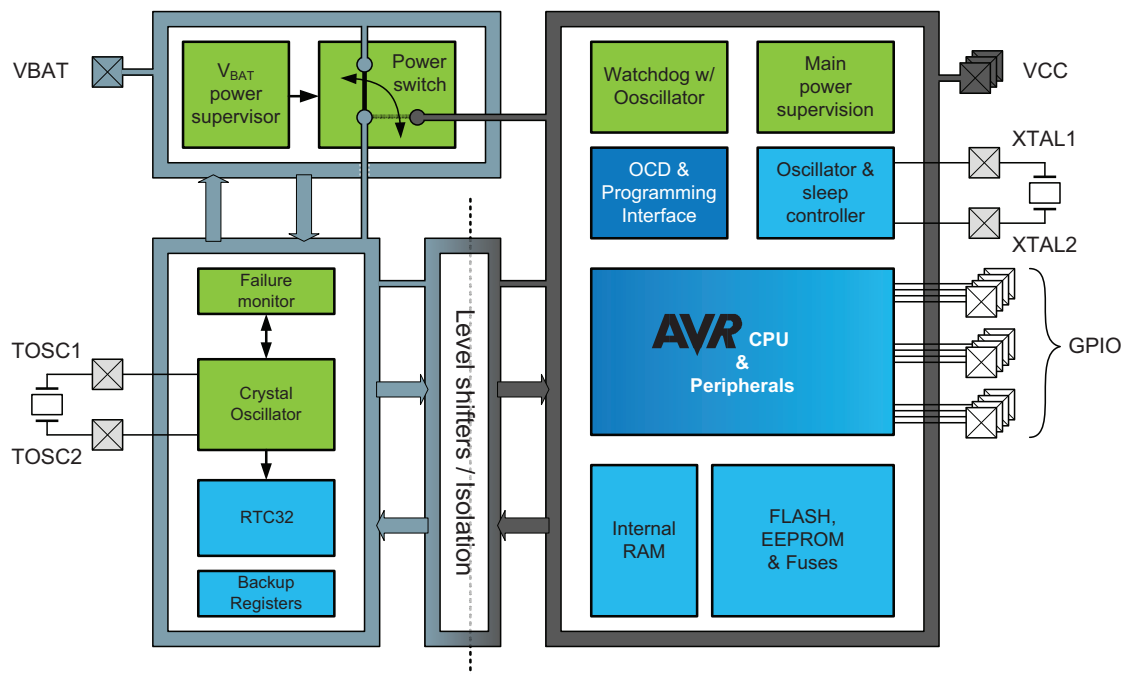 VBAT
V_BAT
power
supervisor
Power
switch
Watchdog w/
Ooscillator
Main
power
supervision
VCC
OCD &
Programming
Interface
Oscillator &
sleep
controller
XTAL1
XTAL2
Failure
monitor
TOSC1
TOSC2
Crystal
Oscillator
RTC32
Backup
Registers
Level shifters / Isolation
AVR CPU
&
Peripherals
GPIO
Internal
RAM
FLASH,
EEPROM
& Fuses